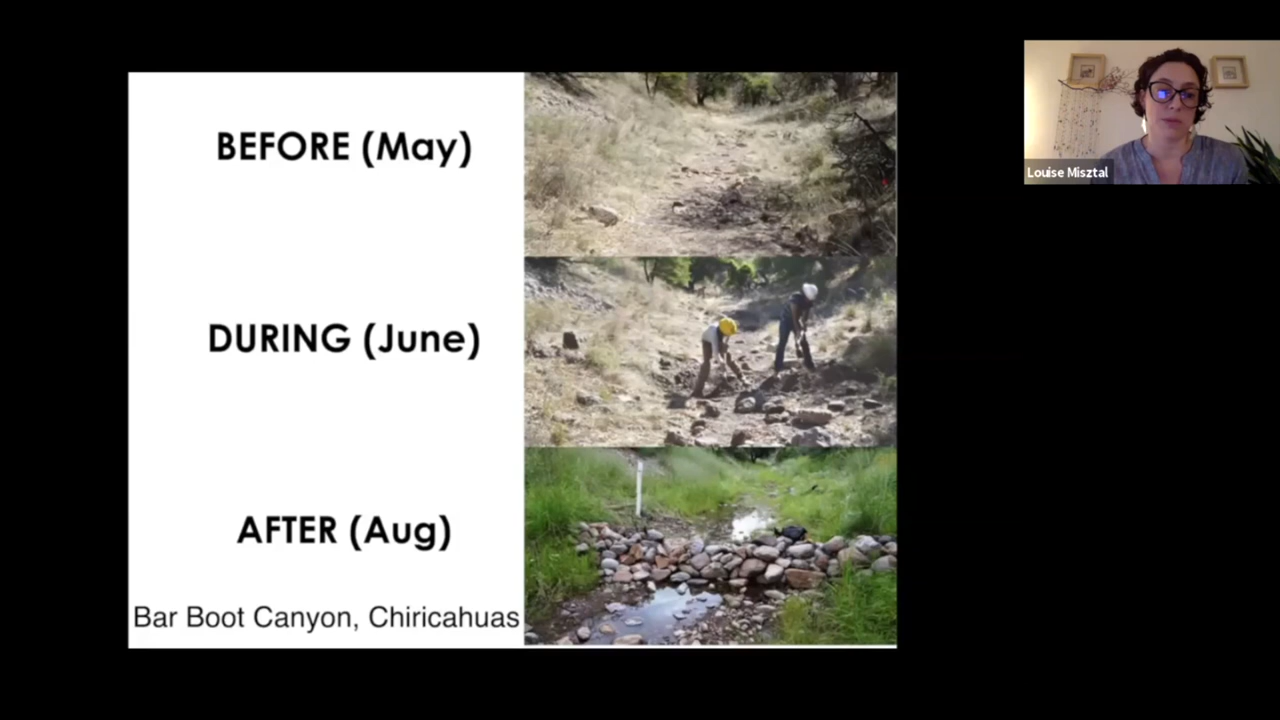 BEFORE (May)
DURING (June)
AFTER (Aug)
Bar Boot Canyon, Chiricahuas
Louise Misztal